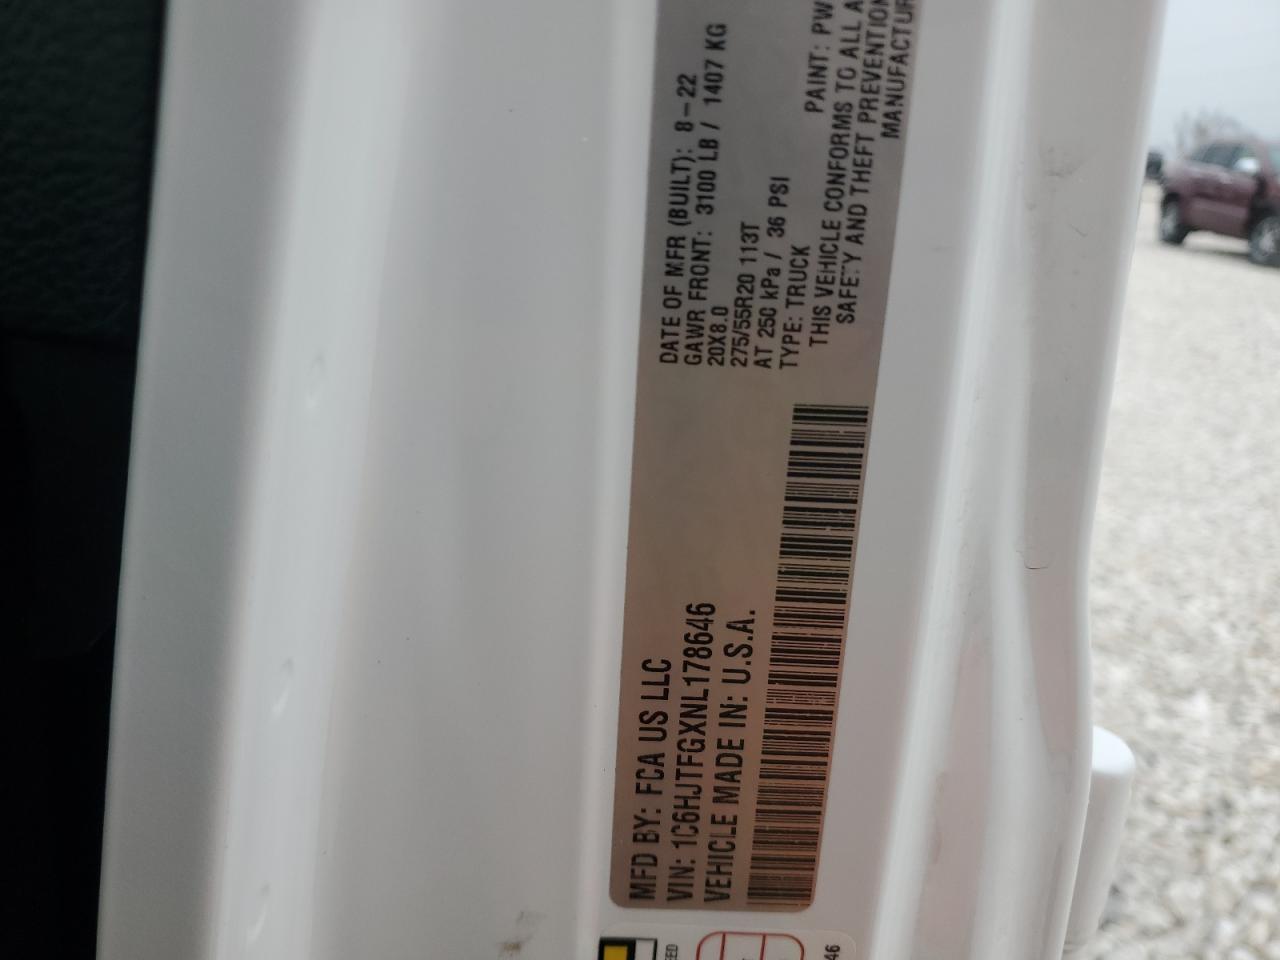 MFD BY: FCA US LLC
VIN: 1C6HJTFGXNL178646
VEHICLE MADE IN: U.S.A.
DATE OF MFR (BUILT): 8-22
GAWR FRONT: 3100 LB / 1407 KG
20X8.0
275/55R20 113T
AT 250 kPa / 36 PSI
TYPE: TRUCK
PAINT: PW
THIS VEHICLE CONFORMS TO ALL A
SAFETY AND THEFT PREVENTION
MANUFACTUR
EED
46